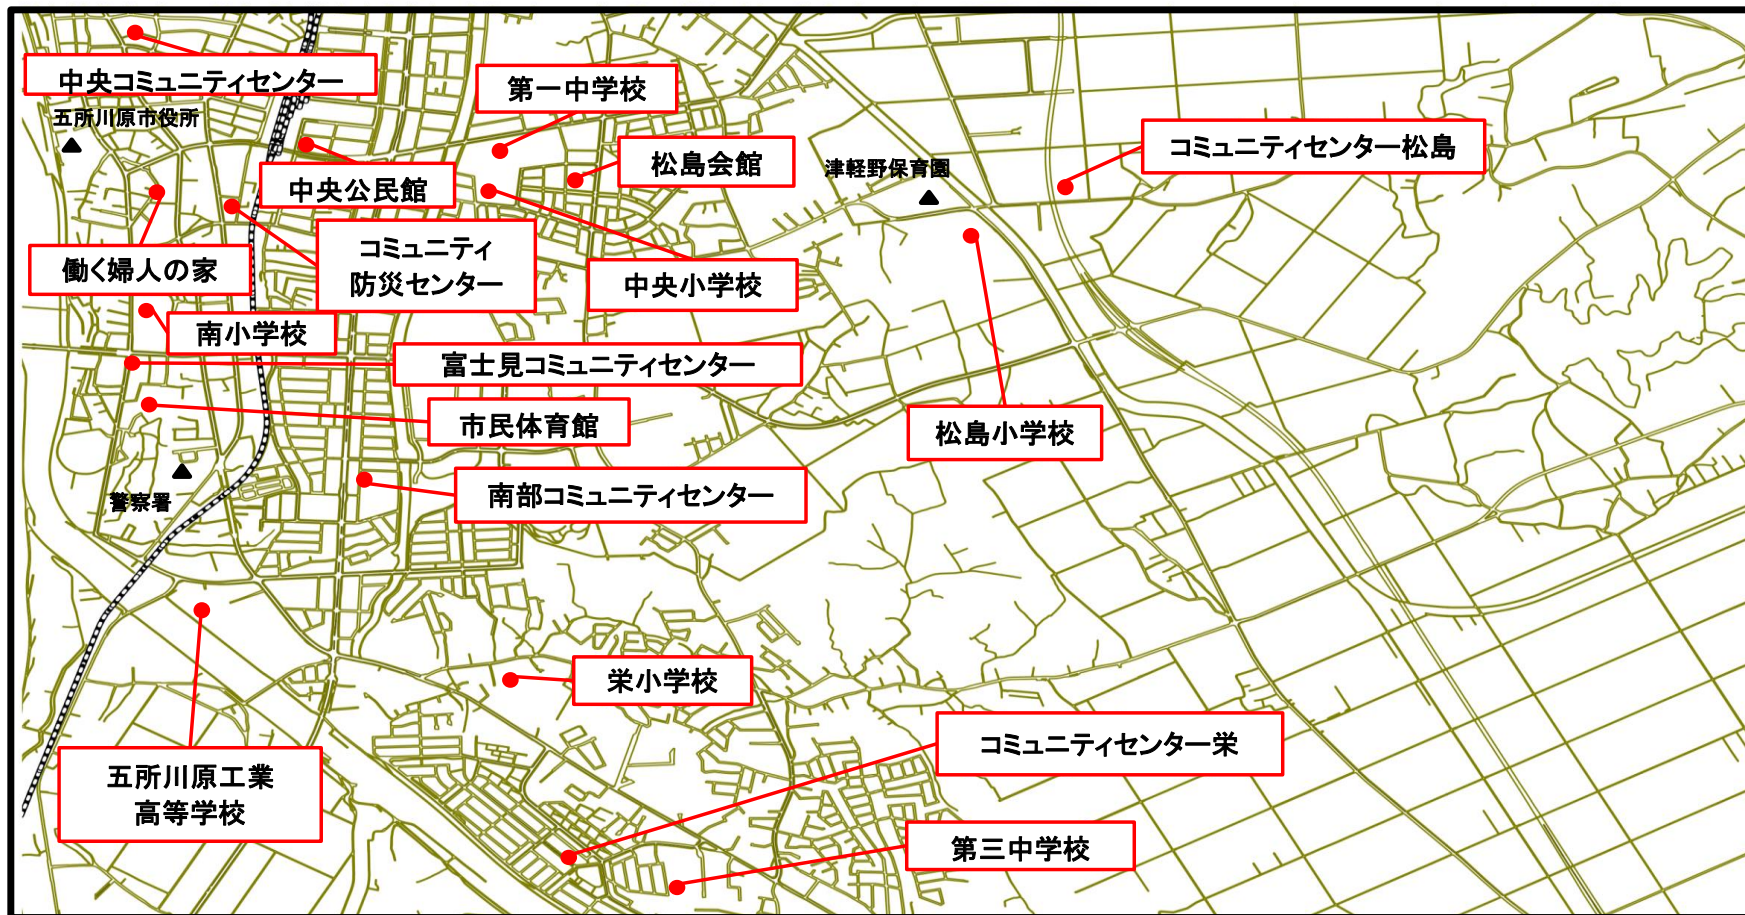 中央コミュニティセンター
五所川原市役所
第一中学校
松島会館
コミュニティセンター松島
津軽野保育園
中央公民館
働く婦人の家
コミュニティ
防災センター
中央小学校
南小学校
富士見コミュニティセンター
市民体育館
松島小学校
警察署
南部コミュニティセンター
栄小学校
コミュニティセンター栄
五所川原工業
高等学校
第三中学校